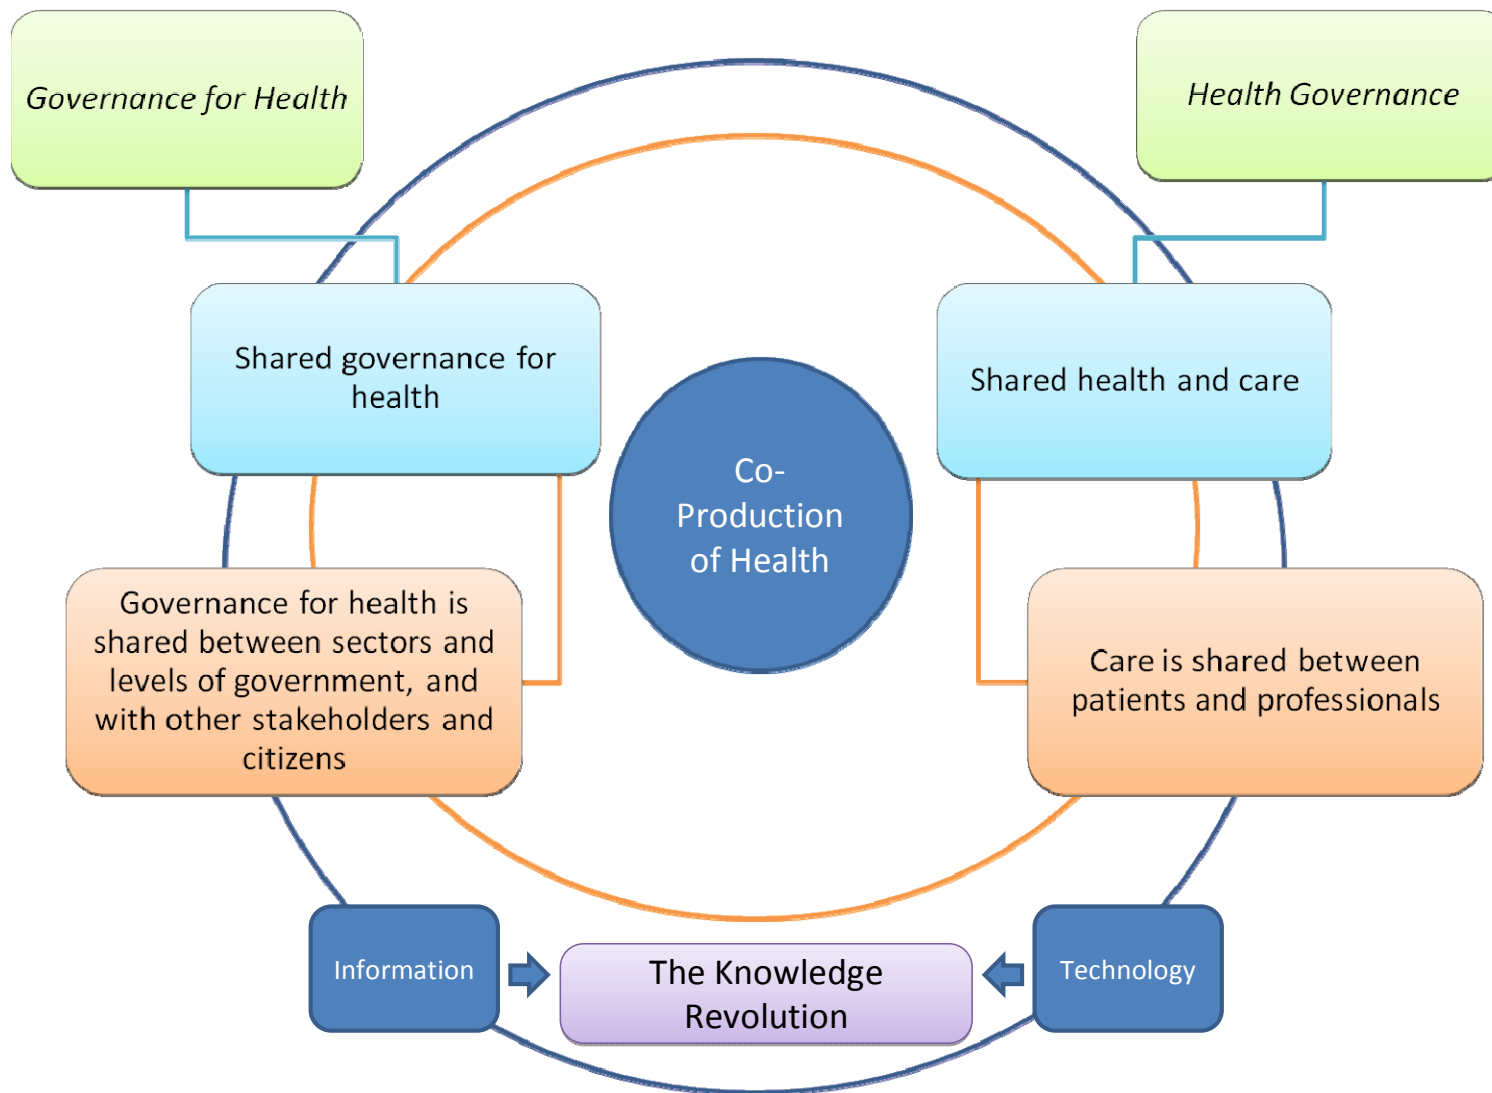 Governance for Health
Health Governance
Shared governance for
health
Shared health and care
Co-
Production
of Health
Governance for health is
shared between sectors and
levels of government, and
with other stakeholders and
citizens
Care is shared between
patients and professionals
Information
The Knowledge
Revolution
Technology